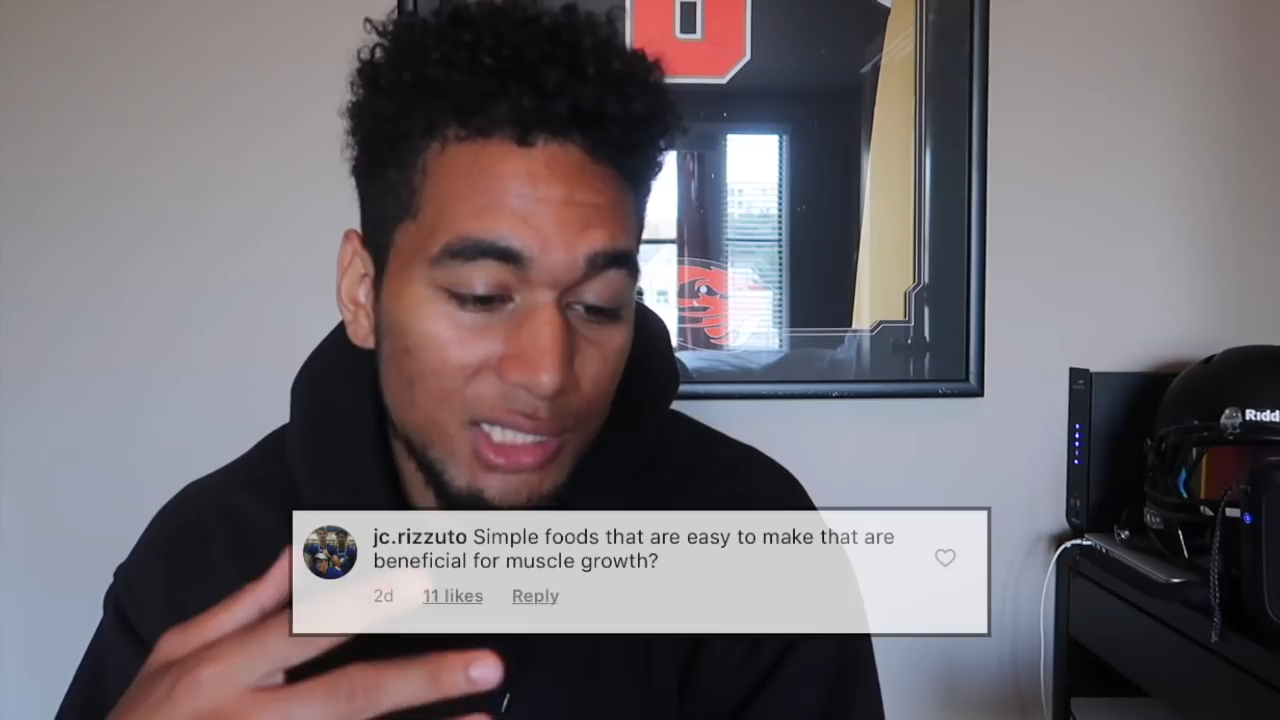 jc.rizzuto Simple foods that are easy to make that are
beneficial for muscle growth?
2d 11 likes Reply
Ridd